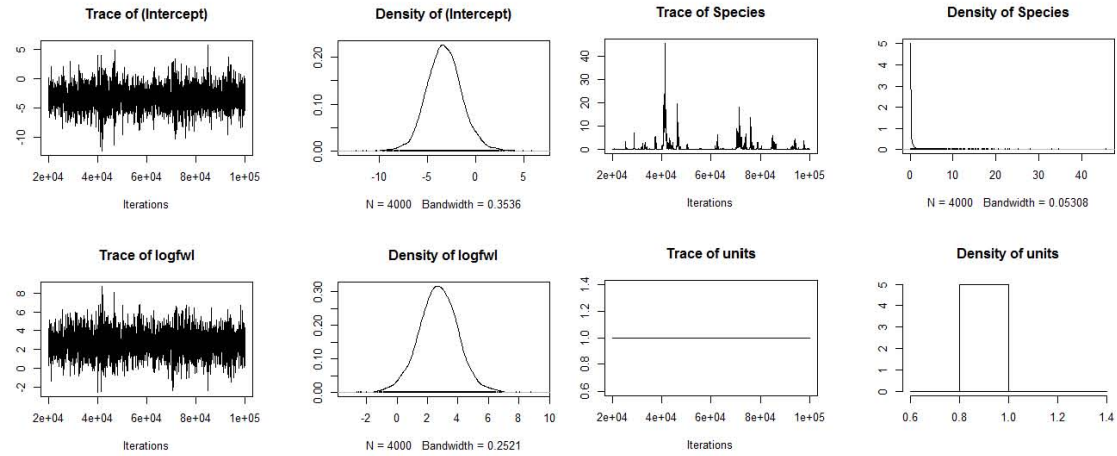 Trace of (Intercept)
5
0
-5
-10
2e+04 4e+04 6e+04 8e+04 1e+05
Iterations
Density of (Intercept)
0.20
0.10
0.00
-10 -5 0 5
N = 4000 Bandwidth = 0.3536
Trace of Species
40
30
20
10
0
2e+04 4e+04 6e+04 8e+04 1e+05
Iterations
Density of Species
5
4
3
2
1
0
0 10 20 30 40
N = 4000 Bandwidth = 0.05308
Trace of logfwl
8
6
4
2
0
-2
2e+04 4e+04 6e+04 8e+04 1e+05
Iterations
Density of logfwl
0.30
0.20
0.10
0.00
-2 0 2 4 6 8 10
N = 4000 Bandwidth = 0.2521
Trace of units
1.4
1.2
1.0
0.8
0.6
2e+04 4e+04 6e+04 8e+04 1e+05
Iterations
Density of units
5
4
3
2
1
0
0.6 0.8 1.0 1.2 1.4